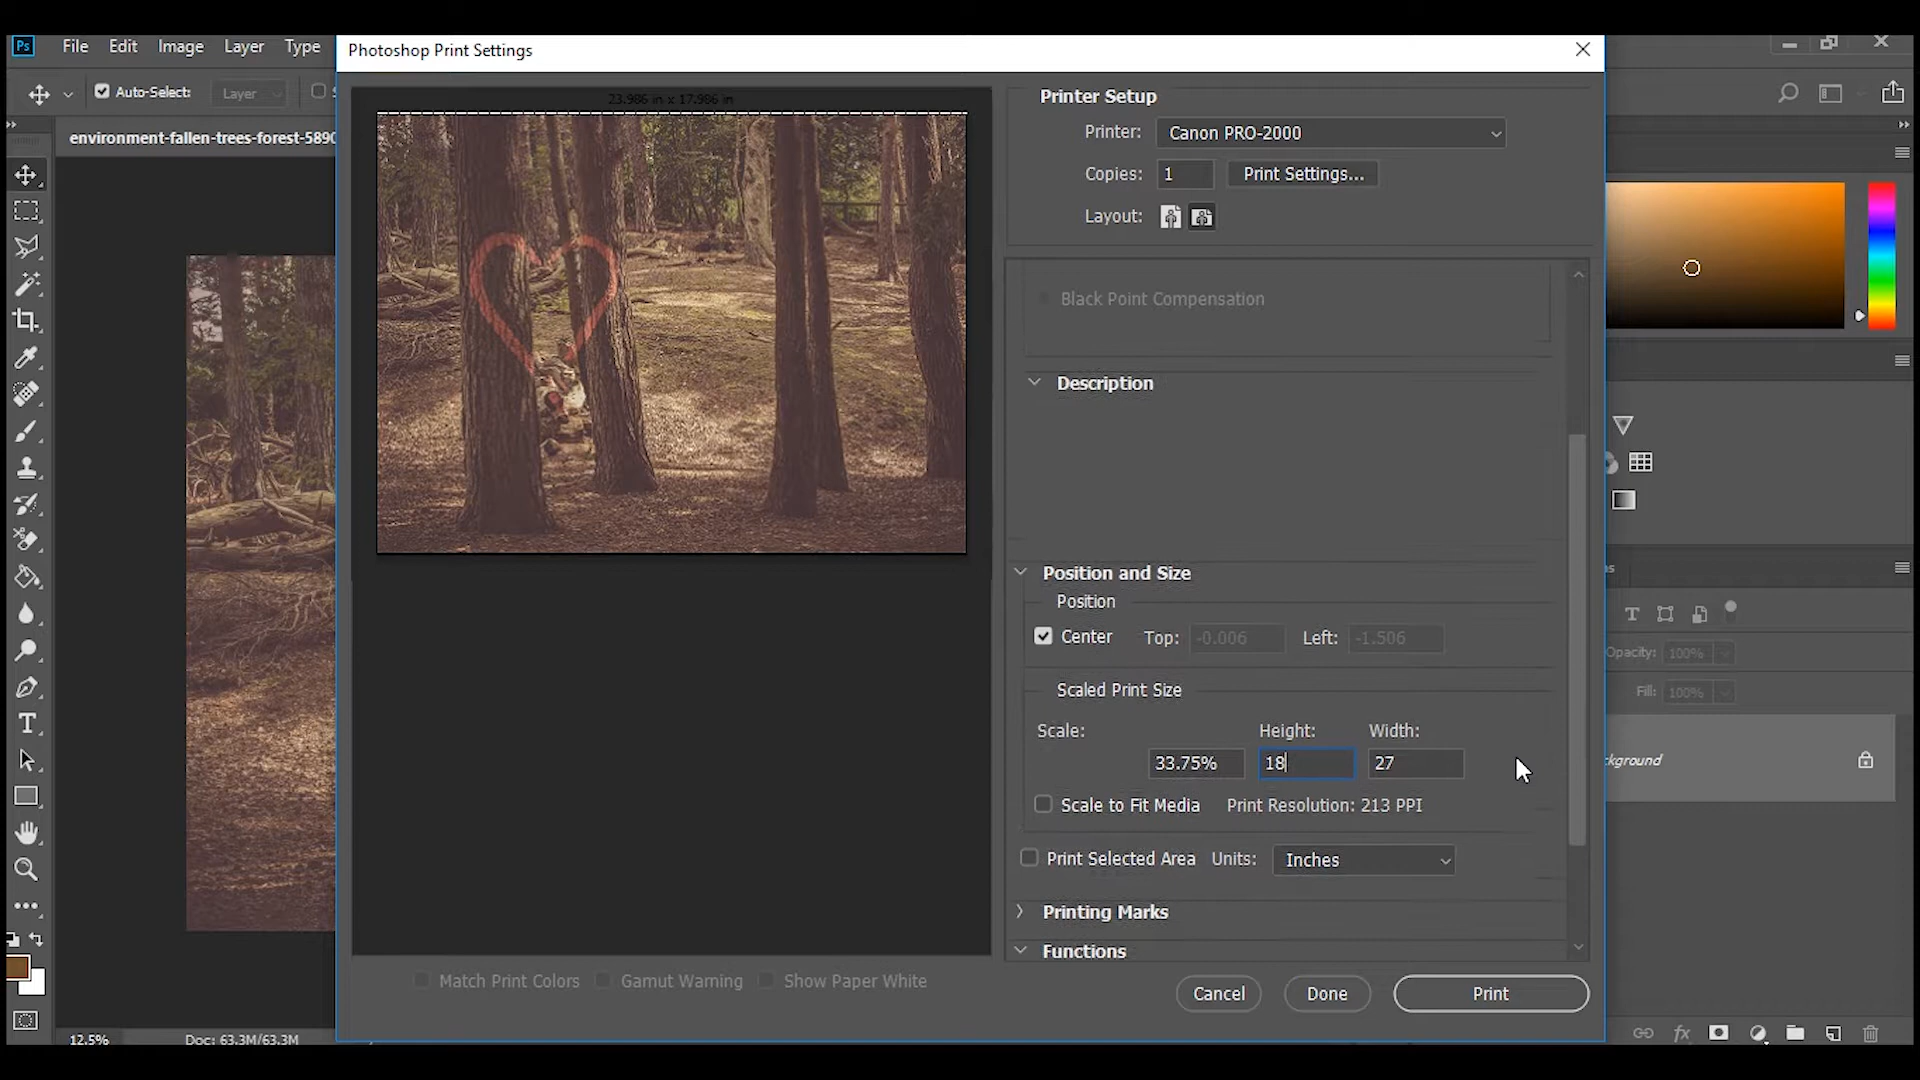 Ps File Edit Image Layer Type
Photoshop Print Settings
Auto-Select: Layer
environment-fallen-trees-forest-5890
23.986 in x 17.986 in
Printer Setup
Printer: Canon PRO-2000
Copies: 1 Print Settings...
Layout:
Black Point Compensation
Description
Position and Size
Position
Center Top: -0.006 Left: -1.506
Scaled Print Size
Scale: Height: Width:
33.75% 18 27
Scale to Fit Media Print Resolution: 213 PPI
Print Selected Area Units: Inches
Printing Marks
Functions
Match Print Colors Gamut Warning Show Paper White
Cancel Done Print
Opacity: 100%
Fill: 100%
kground
fx
12.5% Doc: 63.3M/63.3M